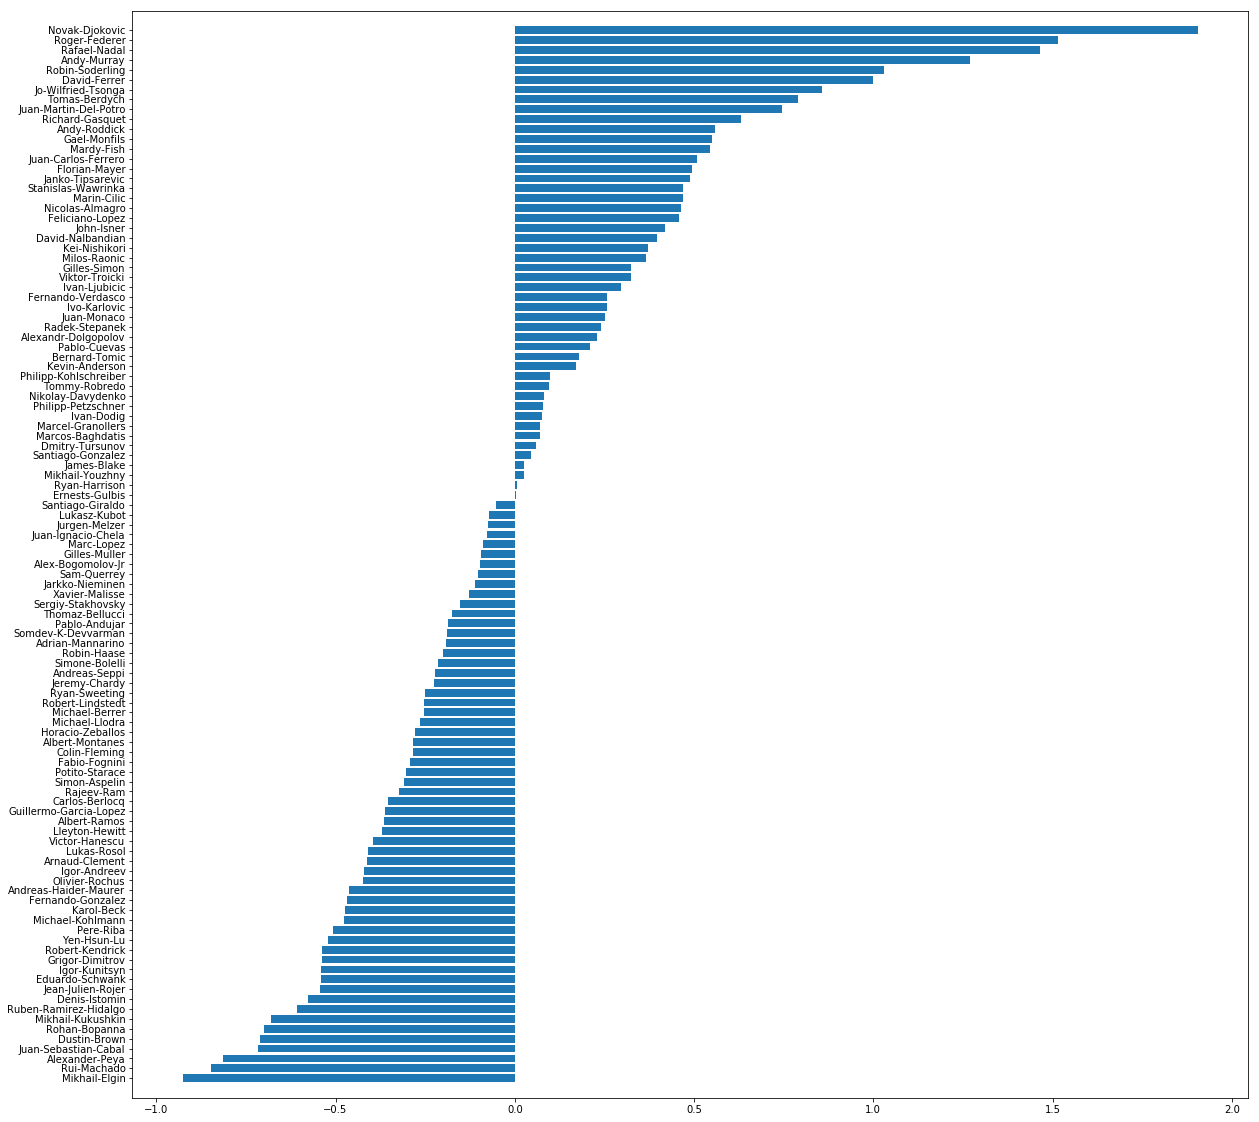 Novak-Djokovic
Roger-Federer
Rafael-Nadal
Andy-Murray
Robin-Soderling
David-Ferrer
Jo-Wilfried-Tsonga
Tomas-Berdych
Juan-Martin-Del-Potro
Richard-Gasquet
Andy-Roddick
Gael-Monfils
Mardy-Fish
Juan-Carlos-Ferrero
Florian-Mayer
Janko-Tipsarevic
Stanislas-Wawrinka
Marin-Cilic
Nicolas-Almagro
Feliciano-Lopez
John-Isner
David-Nalbandian
Kei-Nishikori
Milos-Raonic
Gilles-Simon
Viktor-Troicki
Ivan-Ljubicic
Fernando-Verdasco
Ivo-Karlovic
Juan-Monaco
Radek-Stepanek
Alexandr-Dolgopolov
Pablo-Cuevas
Bernard-Tomic
Kevin-Anderson
Philipp-Kohlschreiber
Tommy-Robredo
Nikolay-Davydenko
Philipp-Petzschner
Ivan-Dodig
Marcel-Granollers
Marcos-Baghdatis
Dmitry-Tursunov
Santiago-Gonzalez
James-Blake
Mikhail-Youzhny
Ryan-Harrison
Ernests-Gulbis
Santiago-Giraldo
Lukasz-Kubot
Jurgen-Melzer
Juan-Ignacio-Chela
Marc-Lopez
Gilles-Muller
Alex-Bogomolov-Jr
Sam-Querrey
Jarkko-Nieminen
Xavier-Malisse
Sergiy-Stakhovsky
Thomaz-Bellucci
Pablo-Andujar
Somdev-K-Devvarman
Adrian-Mannarino
Robin-Haase
Simone-Bolelli
Andreas-Seppi
Jeremy-Chardy
Ryan-Sweeting
Robert-Lindstedt
Michael-Berrer
Michael-Llodra
Horacio-Zeballos
Albert-Montanes
Colin-Fleming
Fabio-Fognini
Potito-Starace
Simon-Aspelin
Rajeev-Ram
Carlos-Berlocq
Guillermo-Garcia-Lopez
Albert-Ramos
Lleyton-Hewitt
Victor-Hanescu
Lukas-Rosol
Arnaud-Clement
Igor-Andreev
Olivier-Rochus
Andreas-Haider-Maurer
Fernando-Gonzalez
Karol-Beck
Michael-Kohlmann
Pere-Riba
Yen-Hsun-Lu
Robert-Kendrick
Grigor-Dimitrov
Igor-Kunitsyn
Eduardo-Schwank
Jean-Julien-Rojer
Denis-Istomin
Ruben-Ramirez-Hidalgo
Mikhail-Kukushkin
Rohan-Bopanna
Dustin-Brown
Juan-Sebastian-Cabal
Alexander-Peya
Rui-Machado
Mikhail-Elgin
−1.0 −0.5 0.0 0.5 1.0 1.5 2.0